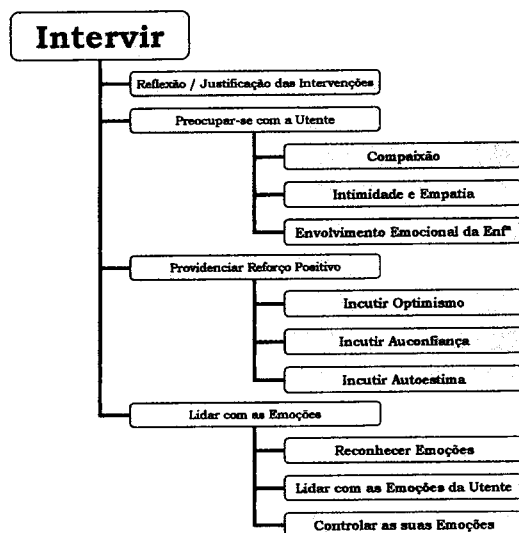 Intervir
Reflexão / Justificação das Intervenções
Preocupar-se com a Utente
Compaixão
Intimidade e Empatia
Envolvimento Emocional da Enfª
Providenciar Reforço Positivo
Incutir Optimismo
Incutir Auconfiança
Incutir Autoestima
Lidar com as Emoções
Reconhecer Emoções
Lidar com as Emoções da Utente
Controlar as suas Emoções